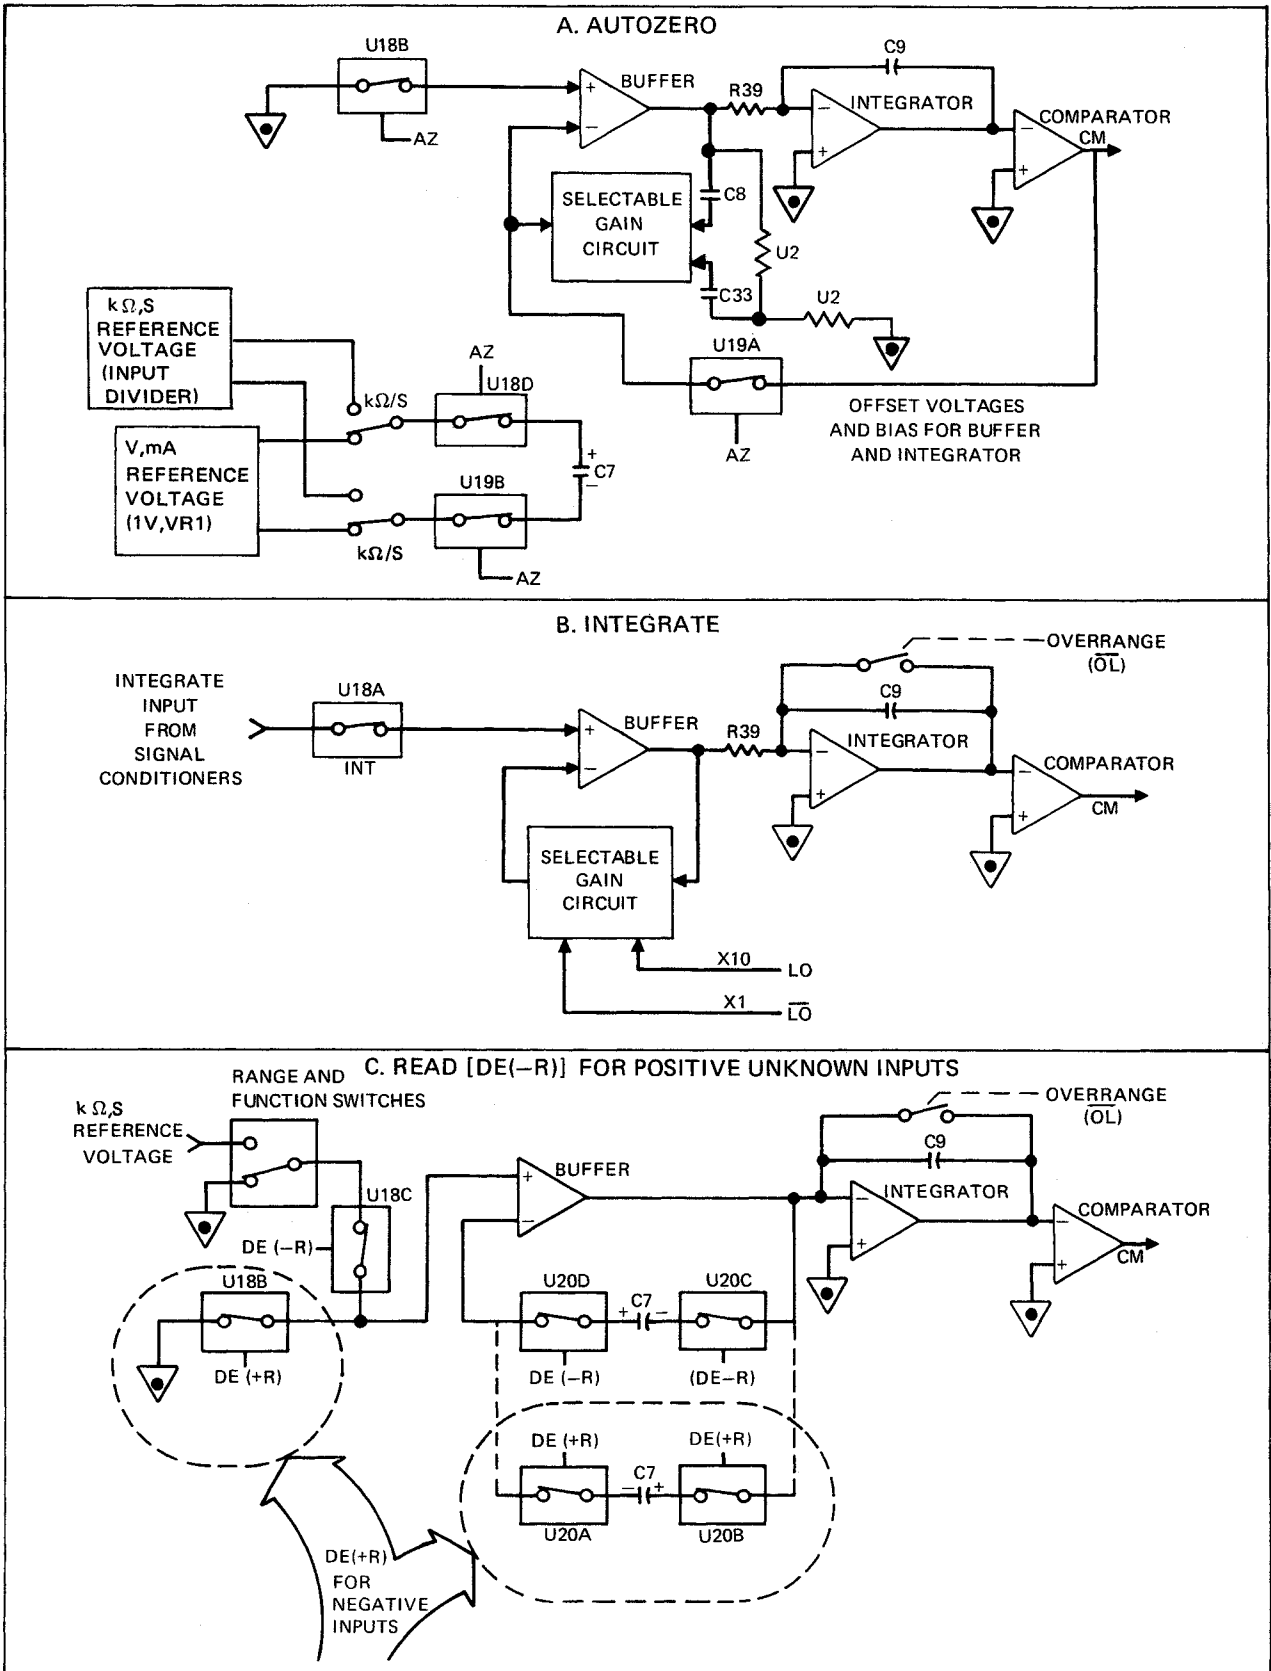 A. AUTOZERO
U18B
AZ
+
−
BUFFER
R39
C9
−
INTEGRATOR
+
−
COMPARATOR
CM
+
SELECTABLE
GAIN
CIRCUIT
C8
U2
C33
U2
U19A
AZ
OFFSET VOLTAGES
AND BIAS FOR BUFFER
AND INTEGRATOR
kΩ,S
REFERENCE
VOLTAGE
(INPUT
DIVIDER)
V,mA
REFERENCE
VOLTAGE
(1V,VR1)
kΩ/S
kΩ/S
AZ
U18D
U19B
AZ
+
C7
−
B. INTEGRATE
INTEGRATE
INPUT
FROM
SIGNAL
CONDITIONERS
U18A
INT
+
−
BUFFER
R39
OVERRANGE
(O̅L̅)
C9
−
INTEGRATOR
+
−
COMPARATOR
CM
+
SELECTABLE
GAIN
CIRCUIT
X10
LO
X1
L̅O̅
C. READ [DE(−R)] FOR POSITIVE UNKNOWN INPUTS
RANGE AND
FUNCTION SWITCHES
kΩ,S
REFERENCE
VOLTAGE
U18C
DE (−R)
U18B
DE (+R)
+
−
BUFFER
OVERRANGE
(O̅L̅)
C9
−
INTEGRATOR
+
−
COMPARATOR
CM
+
U20D
+ C7 −
U20C
DE (−R)
(DE−R)
DE (+R)
DE(+R)
− C7 +
U20A
U20B
DE(+R)
FOR
NEGATIVE
INPUTS